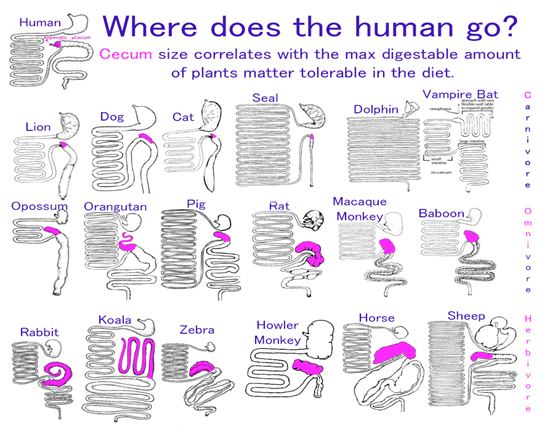 Human
Where does the human go?
Appendix Cecum
Cecum size correlates with the max digestable amount
of plants matter tolerable in the diet.
Lion
Dog
Cat
Seal
Dolphin
Vampire Bat
stomach with very
flexible wall (able
to expand greatly)
oesophagus
large intestine
small
intestine
no caecum
Carnivore
Opossum
Orangutan
Pig
Rat
Macaque
Monkey
Baboon
Omnivore
Rabbit
Koala
Zebra
Howler
Monkey
Horse
Sheep
Herbivore